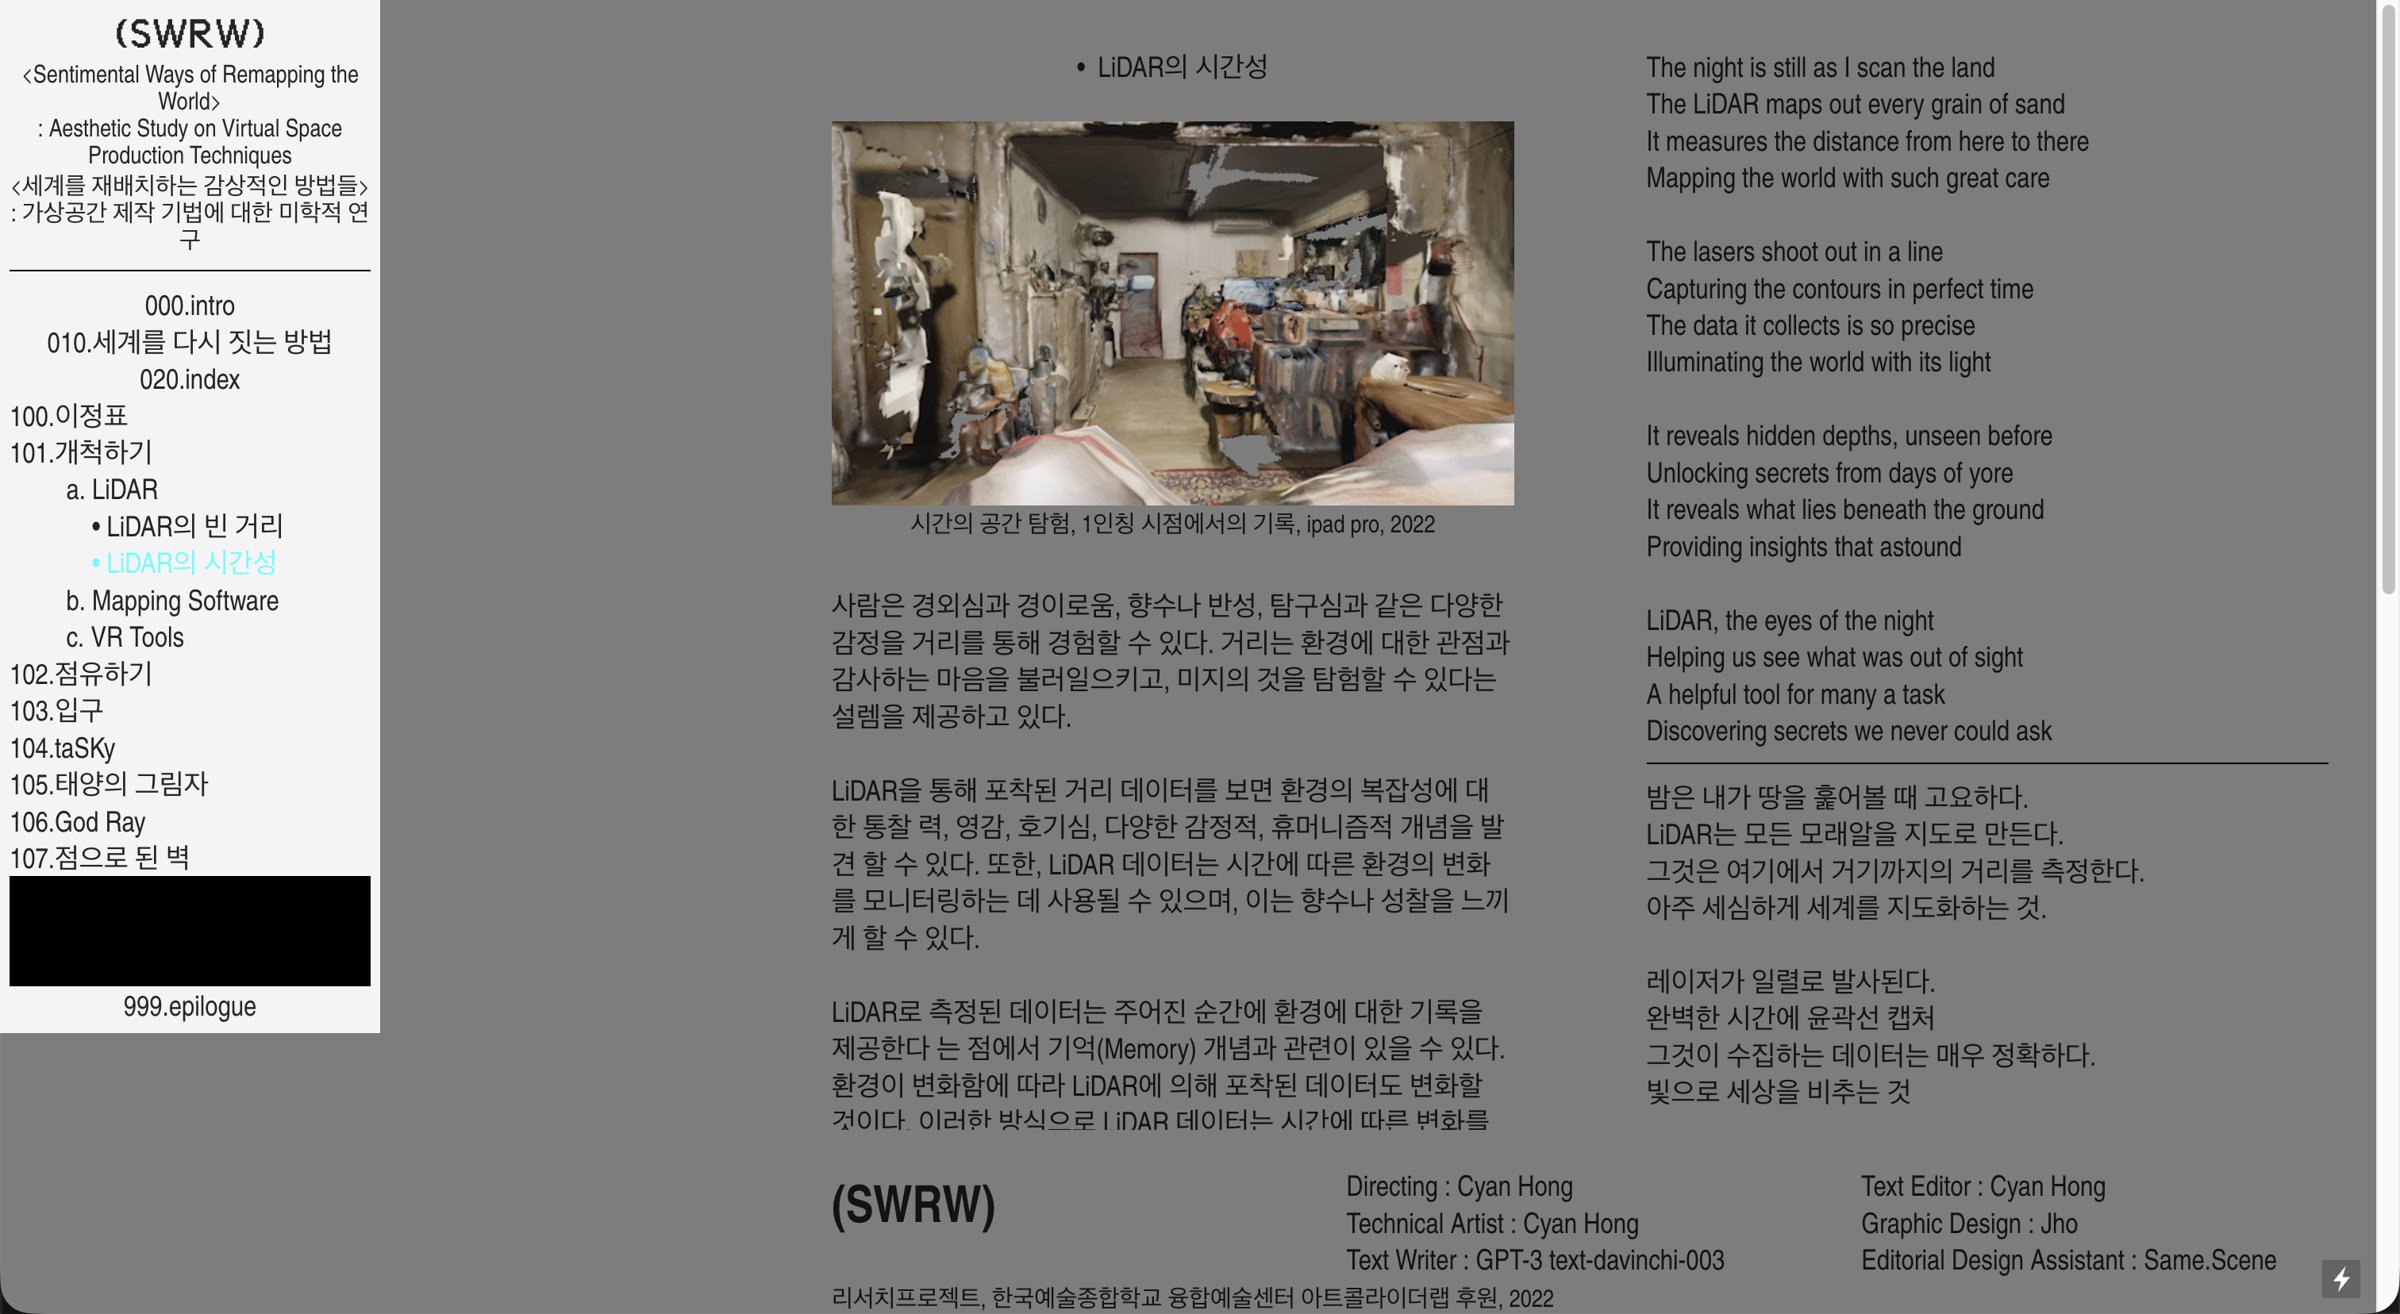 (SWRW)
<Sentimental Ways of Remapping the
World>
: Aesthetic Study on Virtual Space
Production Techniques
<세계를 재배치하는 감상적인 방법들>
: 가상공간 제작 기법에 대한 미학적 연
구
000.intro
010.세계를 다시 짓는 방법
020.index
100.이정표
101.개척하기
a. LiDAR
• LiDAR의 빈 거리
• LiDAR의 시간성
b. Mapping Software
c. VR Tools
102.점유하기
103.입구
104.taSKy
105.태양의 그림자
106.God Ray
107.점으로 된 벽
999.epilogue
• LiDAR의 시간성
시간의 공간 탐험, 1인칭 시점에서의 기록, ipad pro, 2022
사람은 경외심과 경이로움, 향수나 반성, 탐구심과 같은 다양한
감정을 거리를 통해 경험할 수 있다. 거리는 환경에 대한 관점과
감사하는 마음을 불러일으키고, 미지의 것을 탐험할 수 있다는
설렘을 제공하고 있다.
LiDAR을 통해 포착된 거리 데이터를 보면 환경의 복잡성에 대
한 통찰 력, 영감, 호기심, 다양한 감정적, 휴머니즘적 개념을 발
견 할 수 있다. 또한, LiDAR 데이터는 시간에 따른 환경의 변화
를 모니터링하는 데 사용될 수 있으며, 이는 향수나 성찰을 느끼
게 할 수 있다.
LiDAR로 측정된 데이터는 주어진 순간에 환경에 대한 기록을
제공한다 는 점에서 기억(Memory) 개념과 관련이 있을 수 있다.
환경이 변화함에 따라 LiDAR에 의해 포착된 데이터도 변화할
것이다. 이러한 방식으로 LiDAR 데이터는 시간에 따른 변화를
The night is still as I scan the land
The LiDAR maps out every grain of sand
It measures the distance from here to there
Mapping the world with such great care
The lasers shoot out in a line
Capturing the contours in perfect time
The data it collects is so precise
Illuminating the world with its light
It reveals hidden depths, unseen before
Unlocking secrets from days of yore
It reveals what lies beneath the ground
Providing insights that astound
LiDAR, the eyes of the night
Helping us see what was out of sight
A helpful tool for many a task
Discovering secrets we never could ask
밤은 내가 땅을 훑어볼 때 고요하다.
LiDAR는 모든 모래알을 지도로 만든다.
그것은 여기에서 거기까지의 거리를 측정한다.
아주 세심하게 세계를 지도화하는 것.
레이저가 일렬로 발사된다.
완벽한 시간에 윤곽선 캡처
그것이 수집하는 데이터는 매우 정확하다.
빛으로 세상을 비추는 것
(SWRW)
Directing : Cyan Hong
Technical Artist : Cyan Hong
Text Writer : GPT-3 text-davinchi-003
Text Editor : Cyan Hong
Graphic Design : Jho
Editorial Design Assistant : Same.Scene
리서치프로젝트, 한국예술종합학교 융합예술센터 아트콜라이더랩 후원, 2022